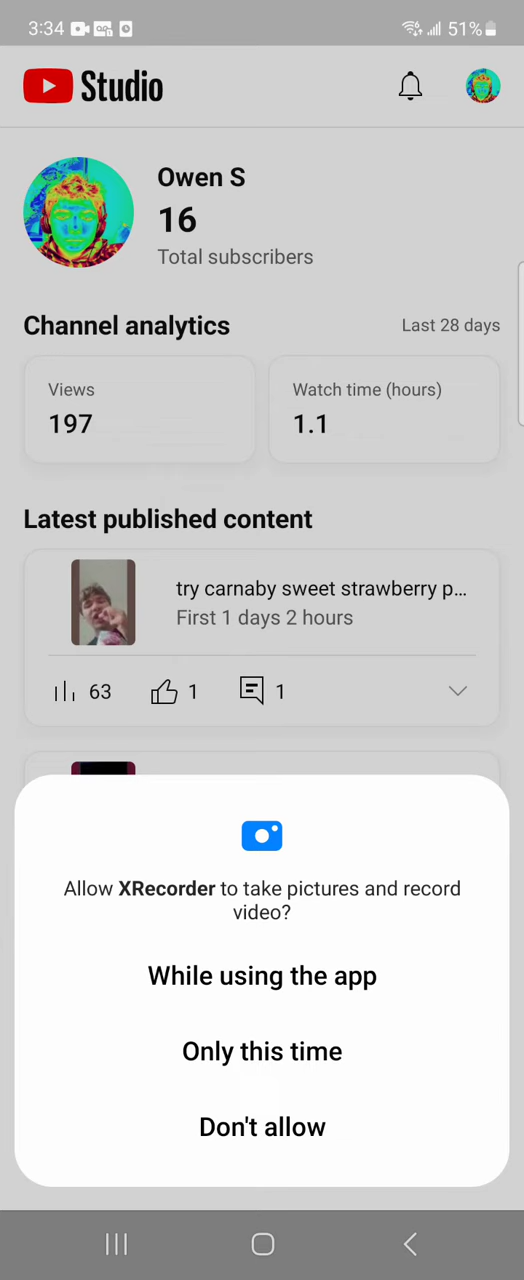 3:34 51%
Studio
Owen S
16
Total subscribers
Channel analytics Last 28 days
Views Watch time (hours)
197 1.1
Latest published content
try carnaby sweet strawberry p...
First 1 days 2 hours
63 1 1
Allow XRecorder to take pictures and record
video?
While using the app
Only this time
Don't allow